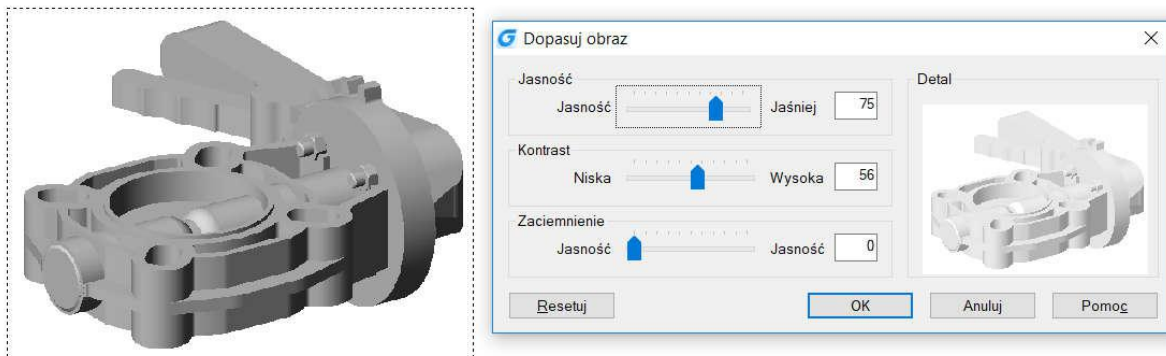 Dopasuj obraz
Jasność
Jasność Jaśniej 75
Kontrast
Niska Wysoka 56
Zaciemnienie
Jasność Jasność 0
Detal
Resetuj OK Anuluj Pomoc